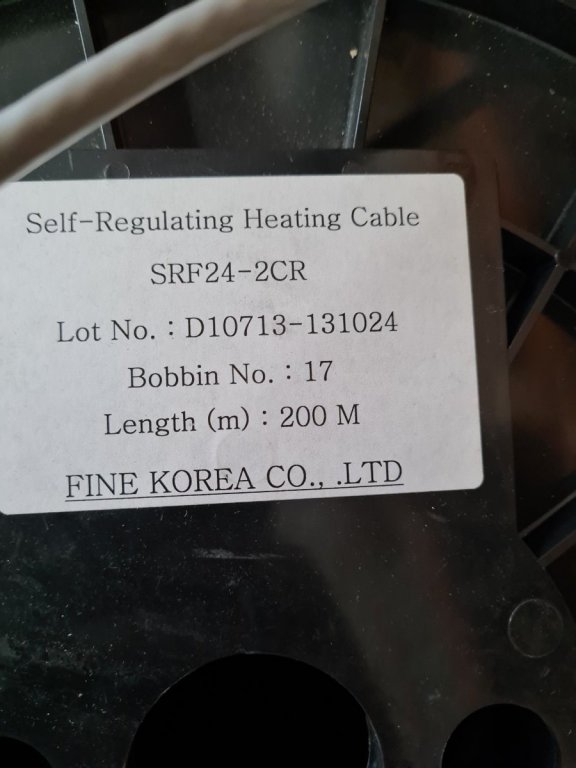 Self-Regulating Heating Cable
SRF24-2CR
Lot No. : D10713-131024
Bobbin No. : 17
Length (m) : 200 M
FINE KOREA CO., .LTD